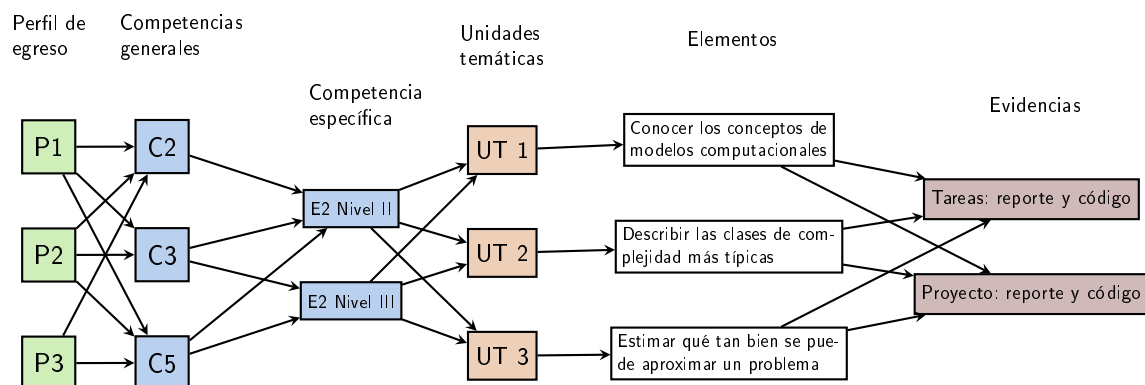 Perfil de
egreso
Competencias
generales
Competencia
específica
Unidades
temáticas
Elementos
Evidencias
P1
P2
P3
C2
C3
C5
E2 Nivel II
E2 Nivel III
UT 1
UT 2
UT 3
Conocer los conceptos de
modelos computacionales
Describir las clases de com-
plejidad más típicas
Estimar qué tan bien se pue-
de aproximar un problema
Tareas: reporte y código
Proyecto: reporte y código